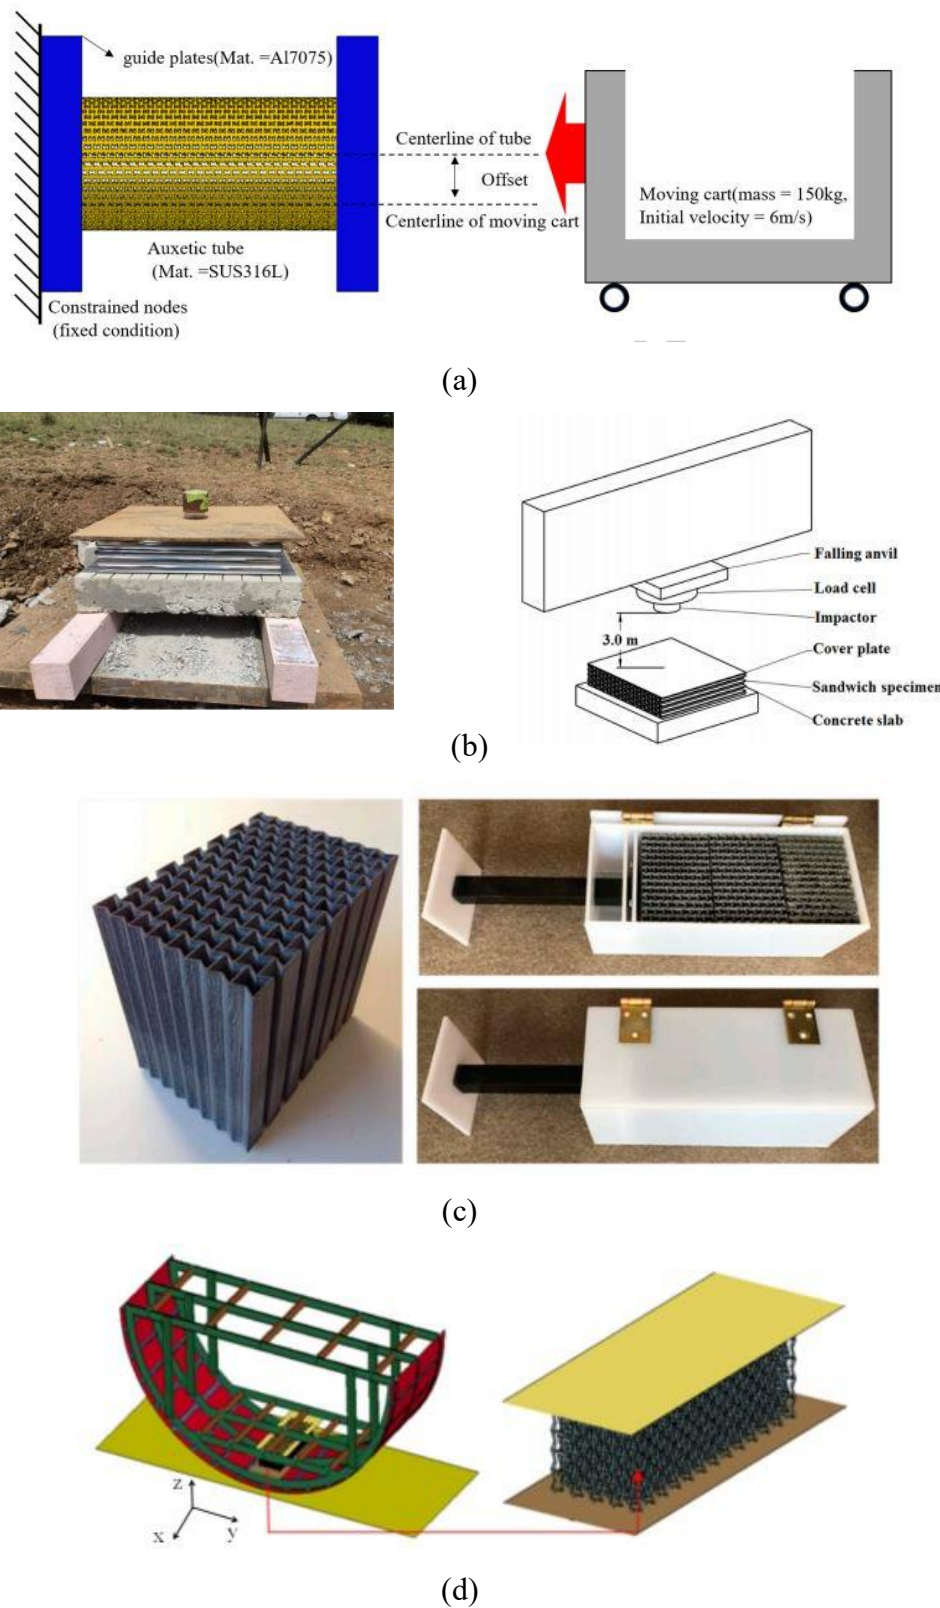 guide plates(Mat. =Al7075)
Centerline of tube
Offset
Centerline of moving cart
Moving cart(mass = 150kg,
Initial velocity = 6m/s)
Auxetic tube
(Mat. =SUS316L)
Constrained nodes
(fixed condition)
(a)
Falling anvil
Load cell
Impactor
3.0 m
Cover plate
Sandwich specimen
Concrete slab
(b)
(c)
z
x
y
(d)